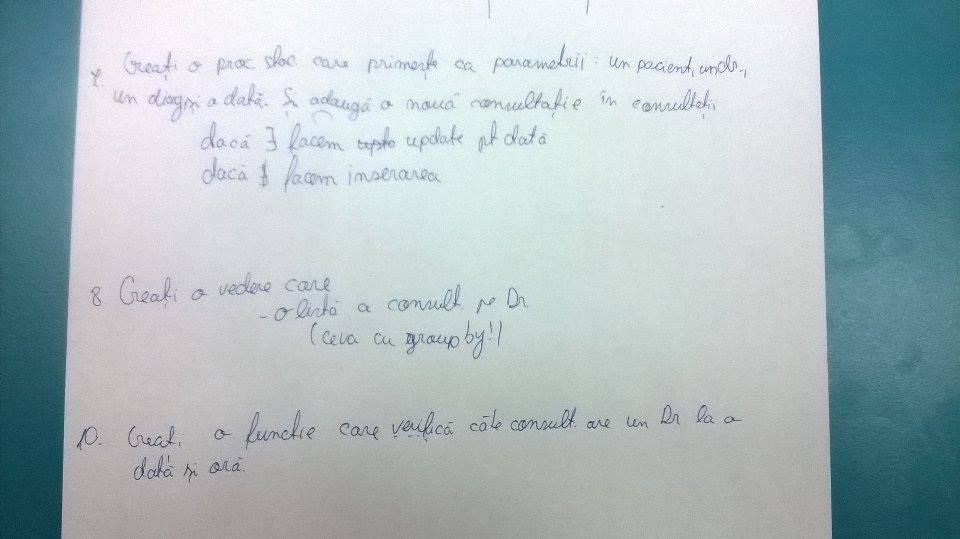 7. Creați o proc stoc. care primește ca parametrii: un pacient, un dr.,
un diagn, o dată. Și adaugă o nouă consultație în consultații
dacă ∃ facem update pt dată
dacă ∄ facem inserarea
8 Creați o vedere care
- o listă a consult. pe Dr
(ceva cu group by!)
10. Creați o funcție care verifică câte consult. are un Dr la o
dată și oră.